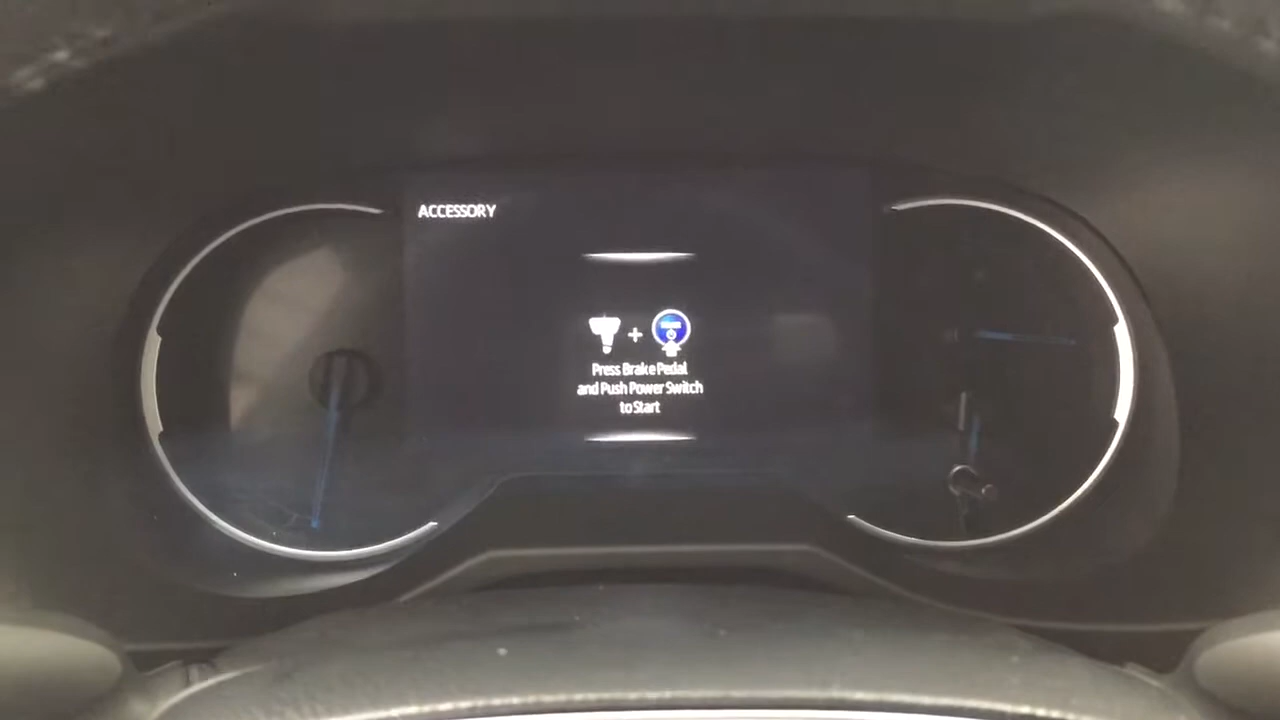 ACCESSORY
+
Press Brake Pedal
and Push Power Switch
to Start